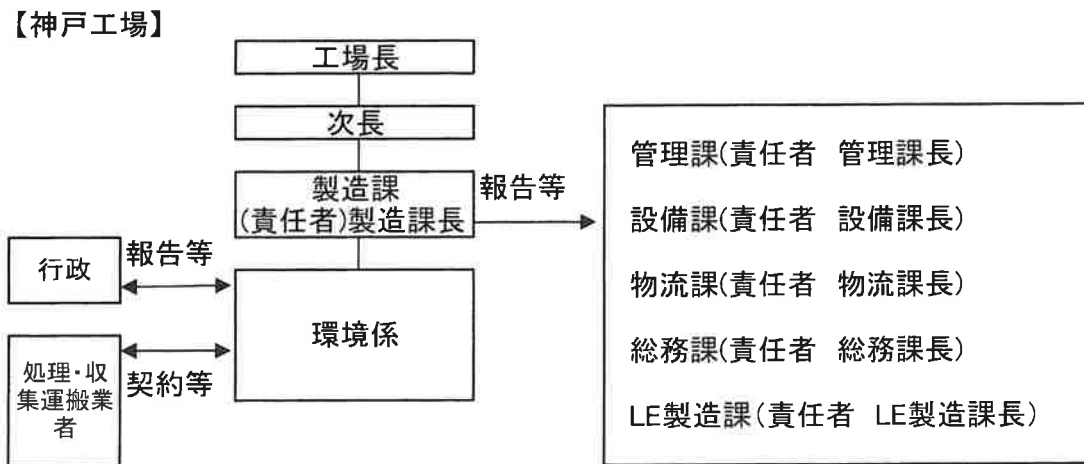 【神戸工場】
工場長
次長
製造課
(責任者)製造課長
報告等
管理課(責任者 管理課長)
設備課(責任者 設備課長)
物流課(責任者 物流課長)
総務課(責任者 総務課長)
LE製造課(責任者 LE製造課長)
行政
報告等
環境係
処理・収
集運搬業
者
契約等